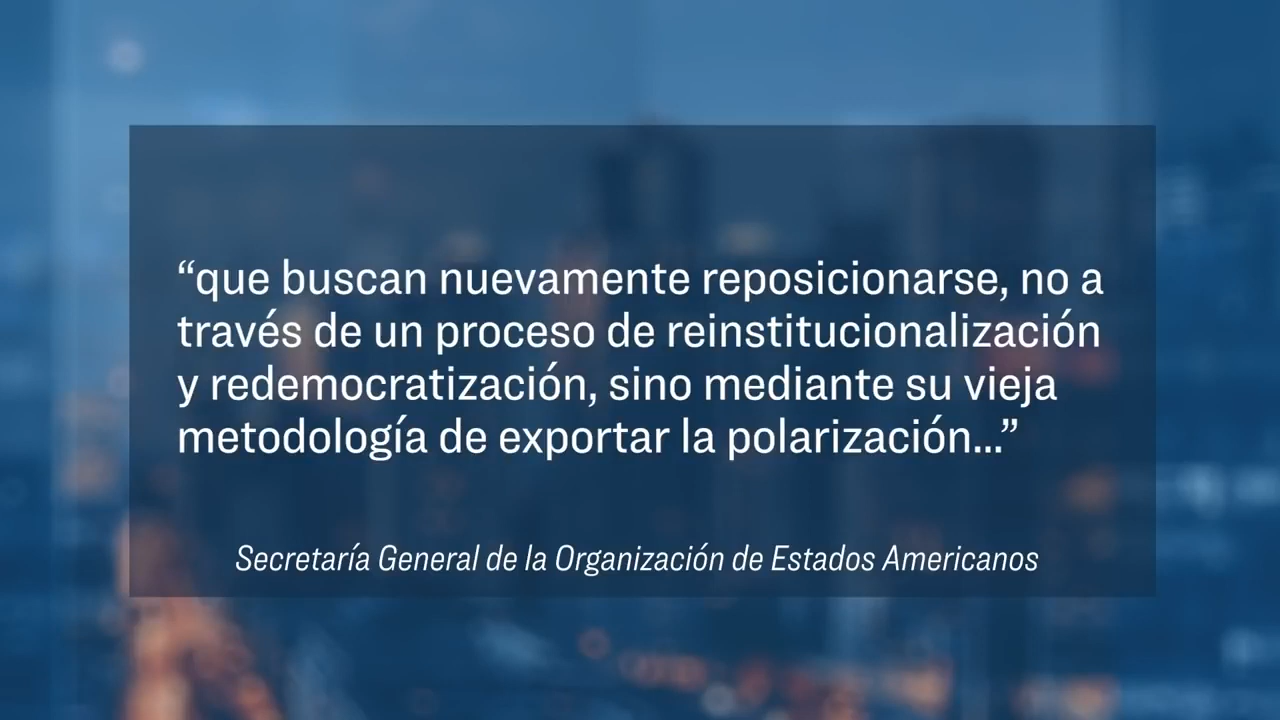 “que buscan nuevamente reposicionarse, no a
través de un proceso de reinstitucionalización
y redemocratización, sino mediante su vieja
metodología de exportar la polarización...”
Secretaría General de la Organización de Estados Americanos